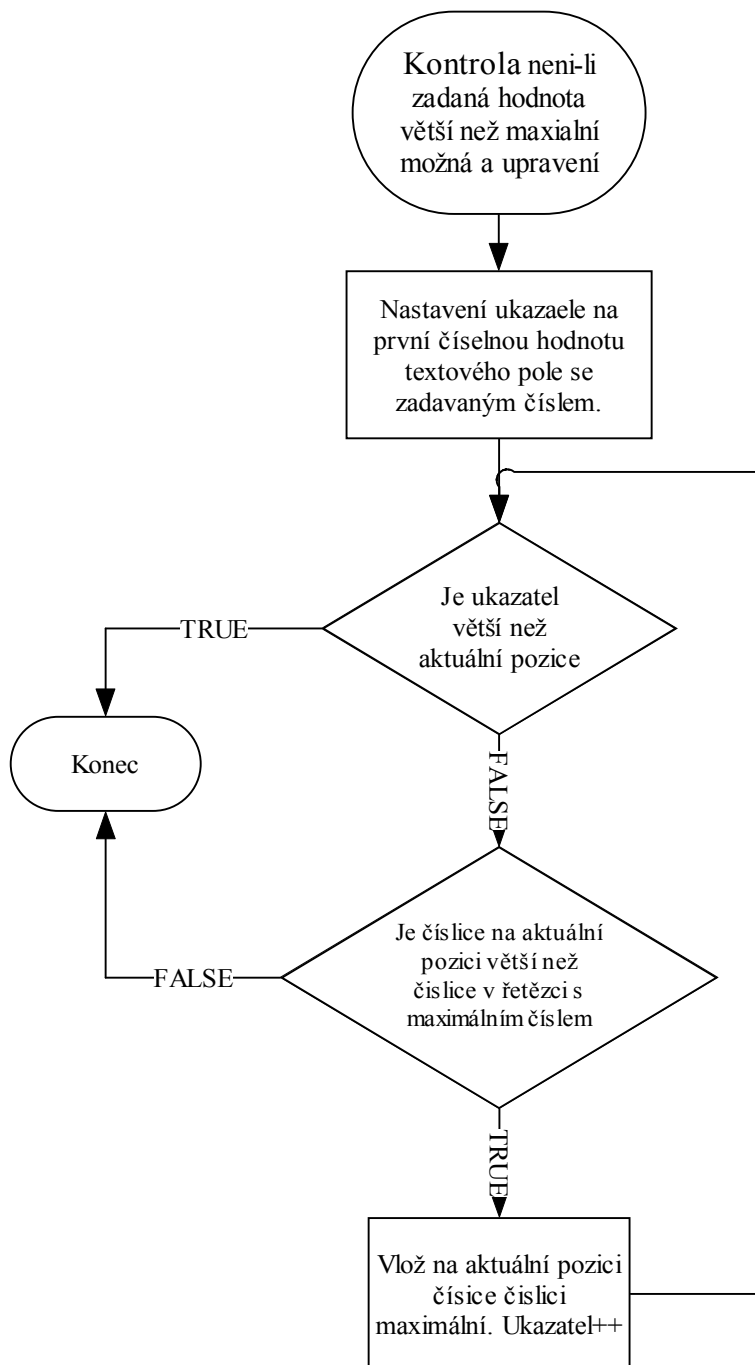 Kontrola neni-li
zadaná hodnota
větší než maxialní
možná a upravení
Nastavení ukazaele na
první číselnou hodnotu
textového pole se
zadavaným číslem.
Je ukazatel
větší než
aktuální pozice
TRUE
Konec
FALSE
Je číslice na aktuální
pozici větší než
čislice v řetězci s
maximálním číslem
FALSE
TRUE
Vlož na aktuální pozici
čísice čislici
maximální. Ukazatel++